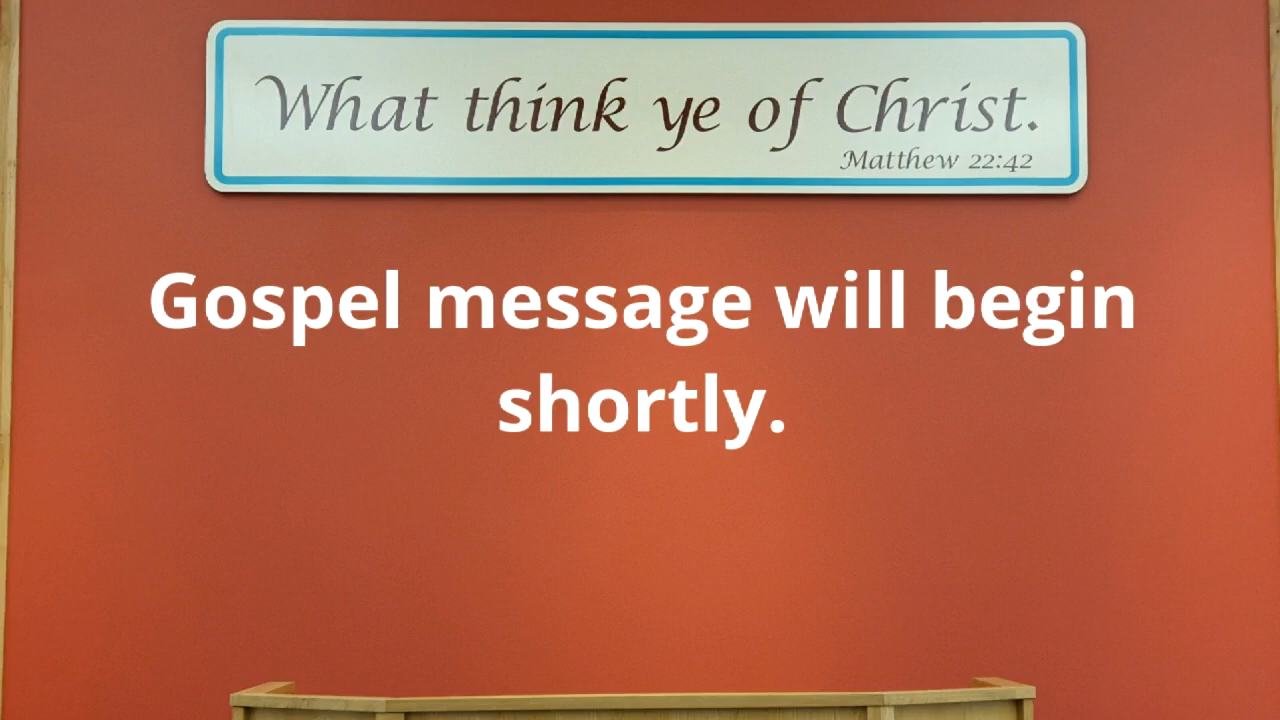 What think ye of Christ.
Matthew 22:42
Gospel message will begin
shortly.